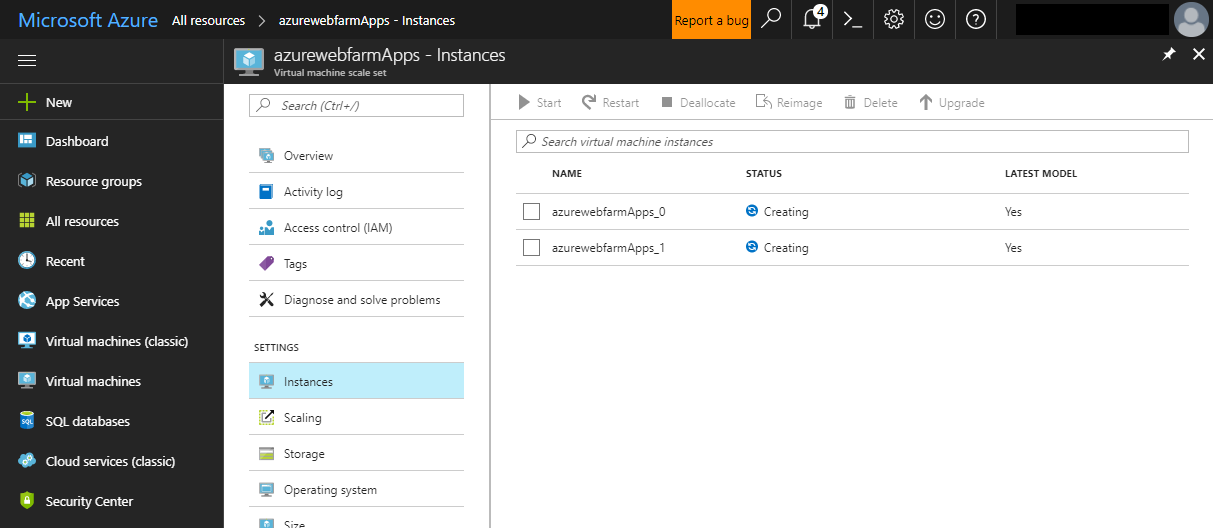 Microsoft Azure All resources > azurewebfarmApps - Instances Report a bug 4
azurewebfarmApps - Instances
Virtual machine scale set
New
Dashboard
Resource groups
All resources
Recent
App Services
Virtual machines (classic)
Virtual machines
SQL databases
Cloud services (classic)
Security Center
Search (Ctrl+/)
Overview
Activity log
Access control (IAM)
Tags
Diagnose and solve problems
SETTINGS
Instances
Scaling
Storage
Operating system
Size
Start Restart Deallocate Reimage Delete Upgrade
Search virtual machine instances
NAME STATUS LATEST MODEL
azurewebfarmApps_0 Creating Yes
azurewebfarmApps_1 Creating Yes